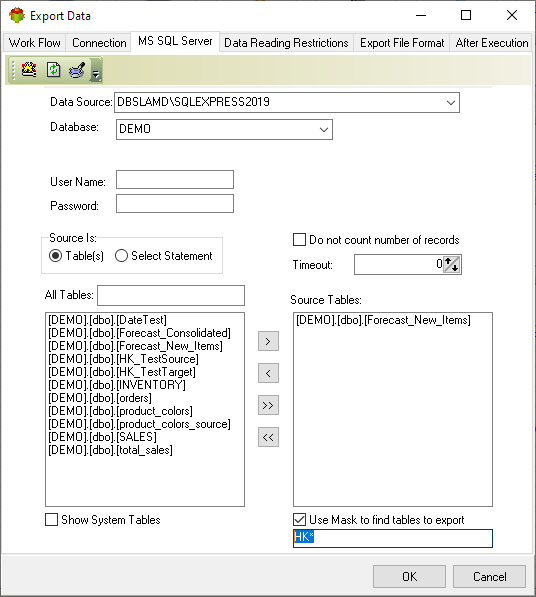 Export Data
Work Flow Connection MS SQL Server Data Reading Restrictions Export File Format After Execution
Data Source: DBSLAMD\SQLEXPRESS2019
Database: DEMO
User Name:
Password:
Source Is:
Table(s) Select Statement
Do not count number of records
Timeout: 0
All Tables:
[DEMO].[dbo].[DateTest]
[DEMO].[dbo].[Forecast_Consolidated]
[DEMO].[dbo].[Forecast_New_Items]
[DEMO].[dbo].[HK_TestSource]
[DEMO].[dbo].[HK_TestTarget]
[DEMO].[dbo].[INVENTORY]
[DEMO].[dbo].[orders]
[DEMO].[dbo].[product_colors]
[DEMO].[dbo].[product_colors_source]
[DEMO].[dbo].[SALES]
[DEMO].[dbo].[total_sales]
>
<
>>
<<
Source Tables:
[DEMO].[dbo].[Forecast_New_Items]
Show System Tables
Use Mask to find tables to export
HK*
OK Cancel